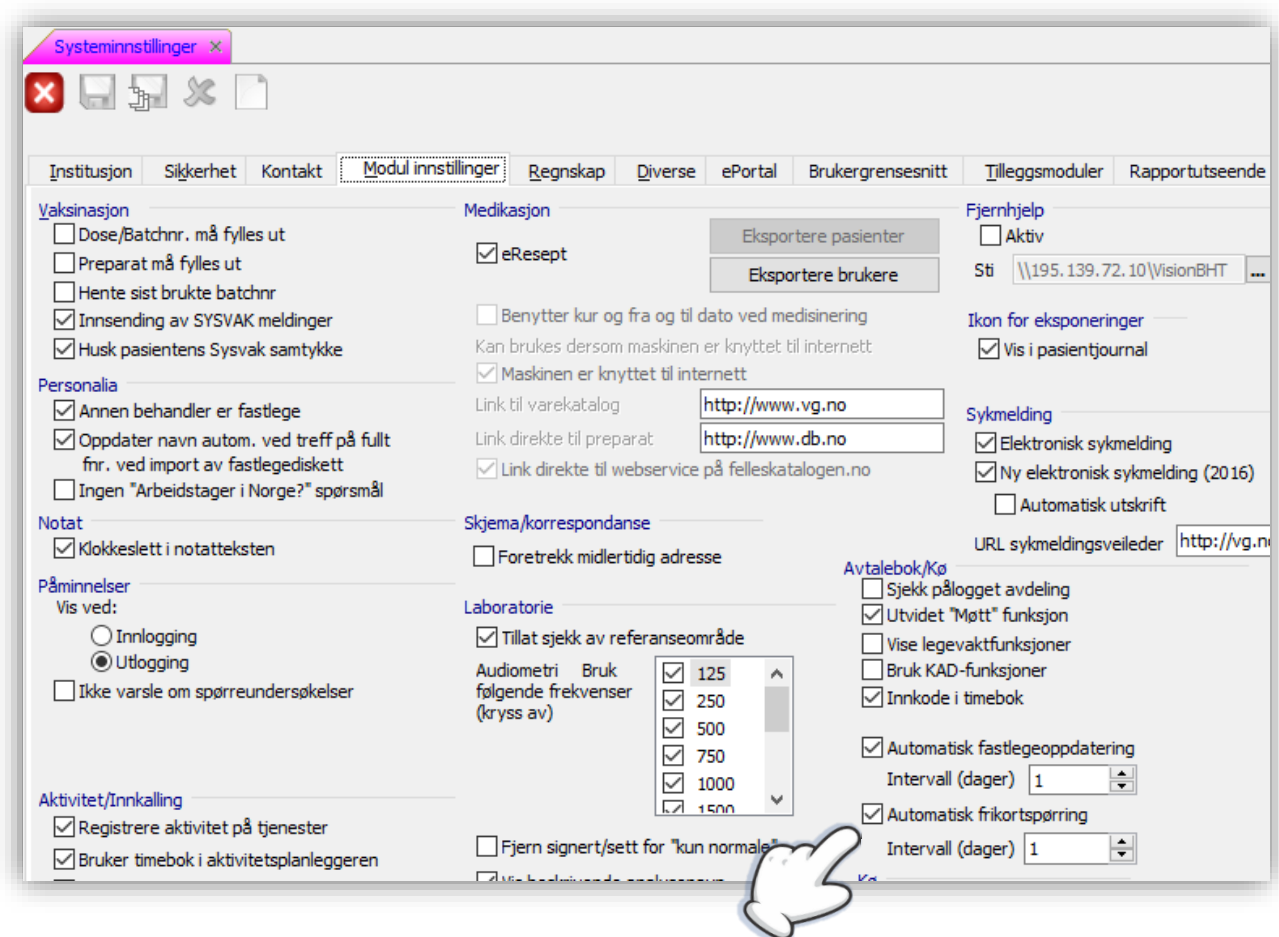 Systeminnstillinger
Institusjon Sikkerhet Kontakt Modul innstillinger Regnskap Diverse ePortal Brukergrensesnitt Tilleggsmoduler Rapportutseende
Vaksinasjon
Dose/Batchnr. må fylles ut
Preparat må fylles ut
Hente sist brukte batchnr
Innsending av SYSVAK meldinger
Husk pasientens Sysvak samtykke
Personalia
Annen behandler er fastlege
Oppdater navn autom. ved treff på fullt
fnr. ved import av fastlegediskett
Ingen "Arbeidstager i Norge?" spørsmål
Notat
Klokkeslett i notatteksten
Påminnelser
Vis ved:
Innlogging
Utlogging
Ikke varsle om spørreundersøkelser
Aktivitet/Innkalling
Registrere aktivitet på tjenester
Bruker timebok i aktivitetsplanleggeren
Medikasjon
eResept
Eksportere pasienter
Eksportere brukere
Benytter kur og fra og til dato ved medisinering
Kan brukes dersom maskinen er knyttet til internett
Maskinen er knyttet til internett
Link til varekatalog http://www.vg.no
Link direkte til preparat http://www.db.no
Link direkte til webservice på felleskatalogen.no
Skjema/korrespondanse
Foretrekk midlertidig adresse
Laboratorie
Tillat sjekk av referanseområde
Audiometri Bruk
følgende frekvenser
(kryss av)
125
250
500
750
1000
1500
Fjern signert/sett for "kun normale"
Fjernhjelp
Aktiv
Sti \\195.139.72.10\VisionBHT ...
Ikon for eksponeringer
Vis i pasientjournal
Sykmelding
Elektronisk sykmelding
Ny elektronisk sykmelding (2016)
Automatisk utskrift
URL sykmeldingsveileder http://vg.n
Avtalebok/Kø
Sjekk pålogget avdeling
Utvidet "Møtt" funksjon
Vise legevaktfunksjoner
Bruk KAD-funksjoner
Innkode i timebok
Automatisk fastlegeoppdatering
Intervall (dager) 1
Automatisk frikortspørring
Intervall (dager) 1